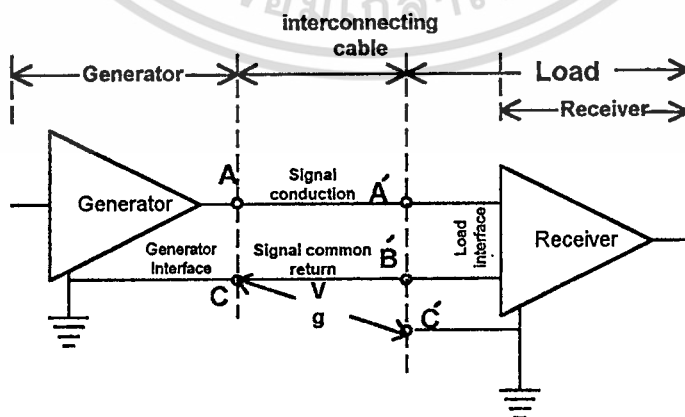 interconnecting
cable
Generator
Load
Receiver
A
Signal
conduction
A´
Generator
Generator
Interface
Signal common
return
B´
Load
interface
Receiver
C
V
g
C´